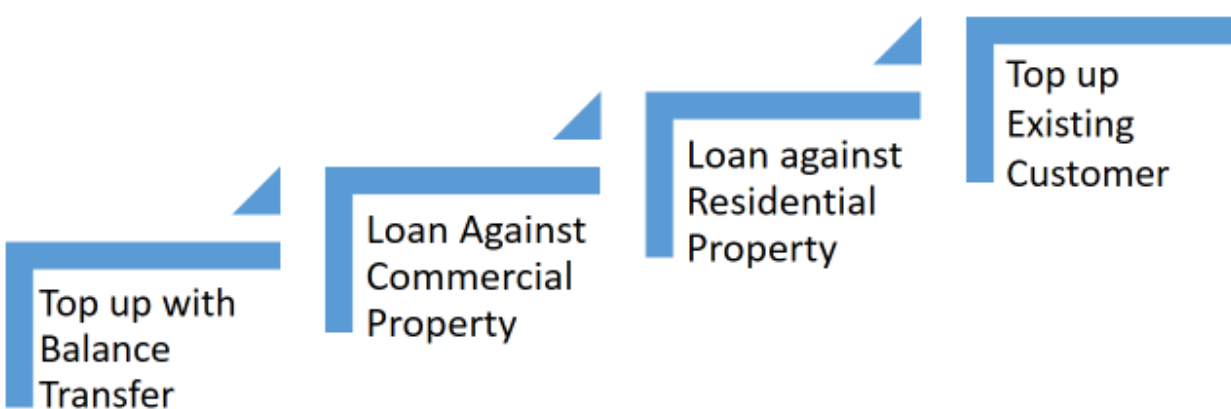 Top up with
Balance
Transfer
Loan Against
Commercial
Property
Loan against
Residential
Property
Top up
Existing
Customer